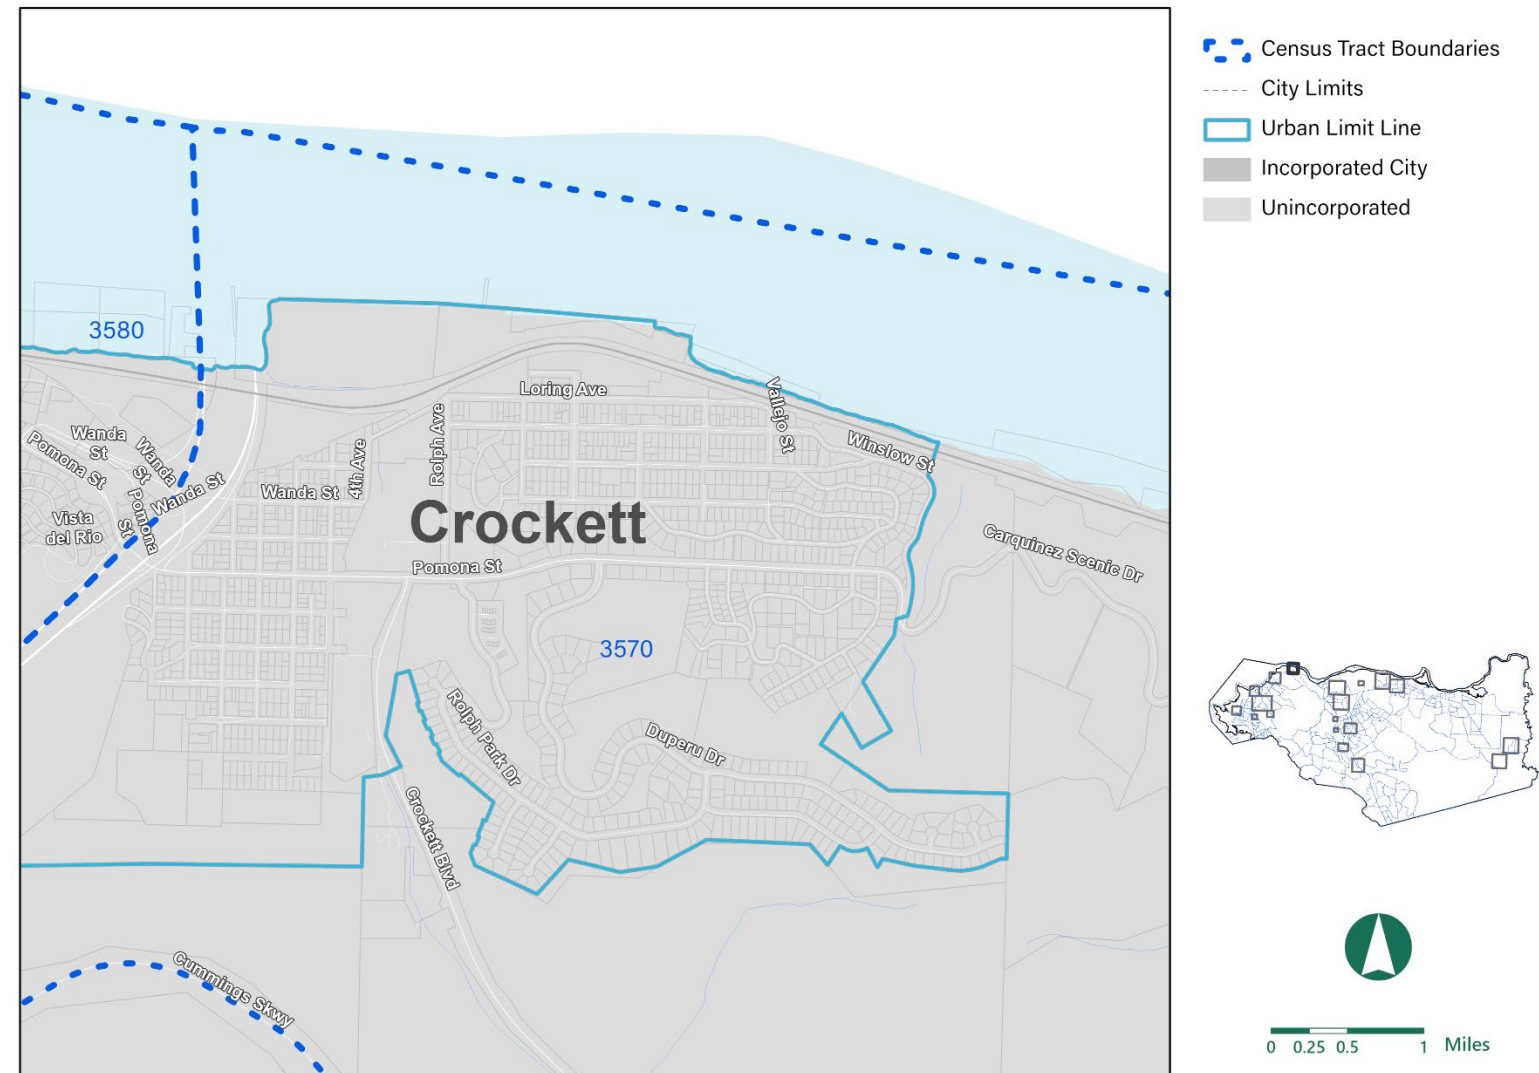 Census Tract Boundaries
City Limits
Urban Limit Line
Incorporated City
Unincorporated
3580
Loring Ave
Vallejo St
Rolph Ave
Winslow St
4th Ave
Wanda
St
Wanda
St
Pomona St
Wanda St
Wanda St
Pomona
St
Vista
del Rio
Crockett
Carquinez Scenic Dr
Pomona St
3570
Rolph Park Dr
Duperu Dr
Crockett Blvd
Cummings Skwy
0 0.25 0.5 1 Miles